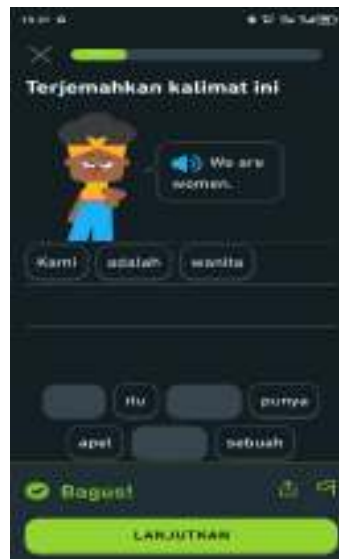 Terjemahkan kalimat ini
We are
women.
Kami adalah wanita
itu punya
apel sebuah
Bagus!
LANJUTKAN